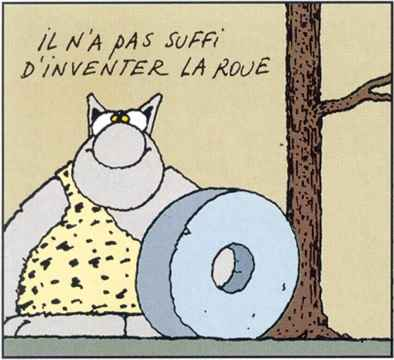 IL N'A PAS SUFFI
D'INVENTER LA ROUE